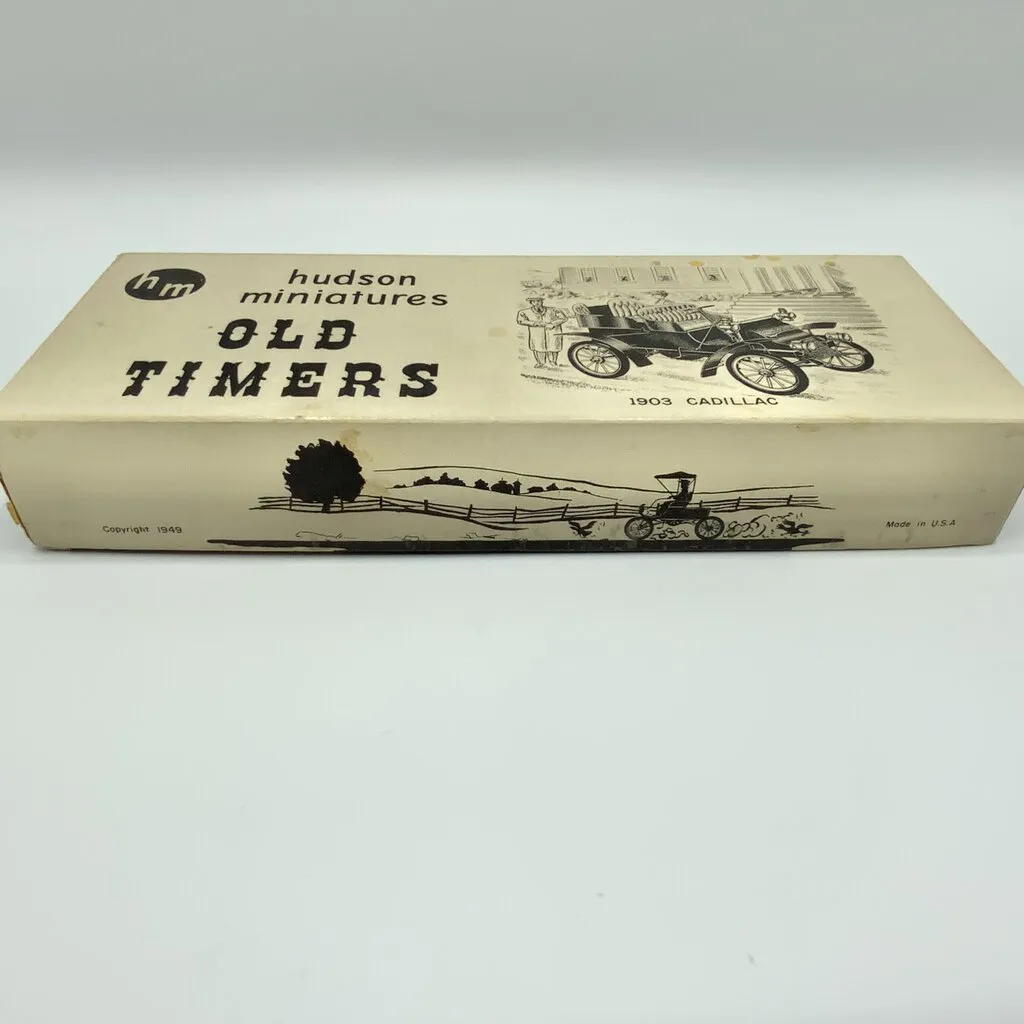 hm
hudson
miniatures
OLD
TIMERS
1903 CADILLAC
Copyright 1949
Made in U.S.A